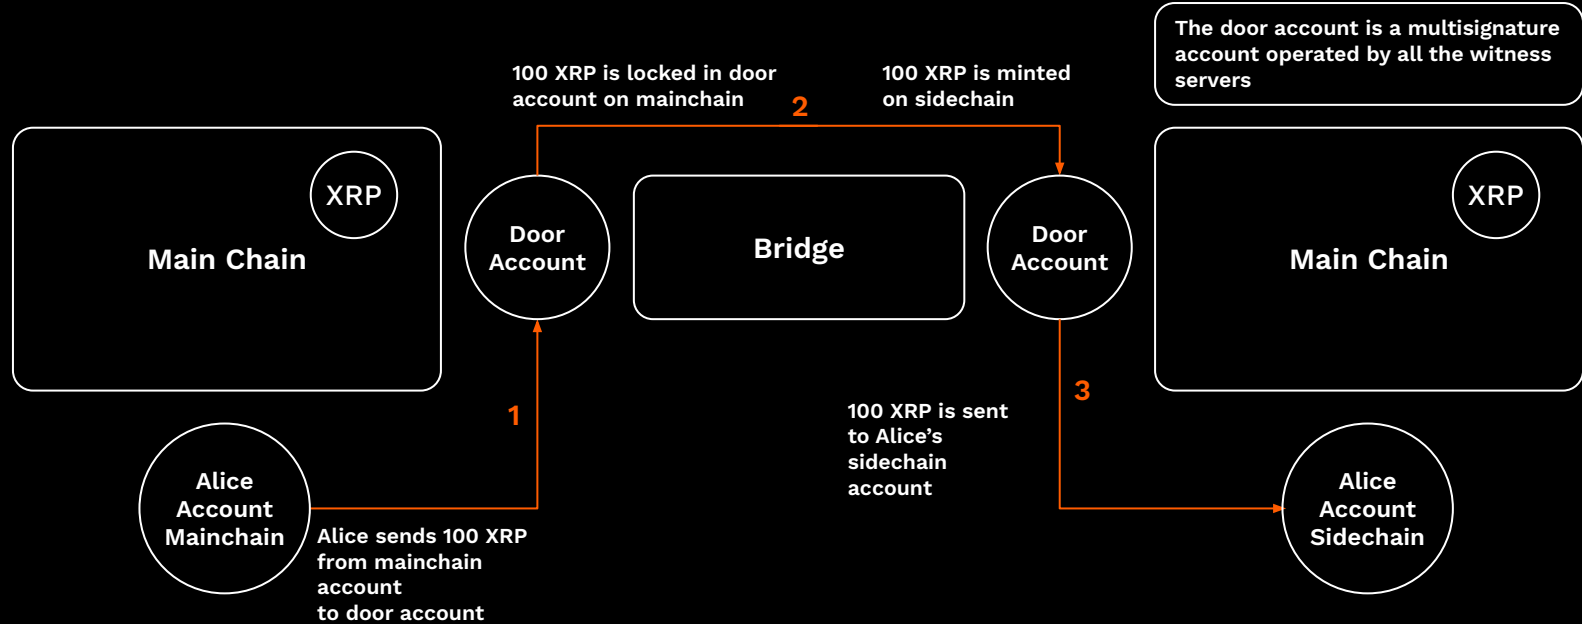 The door account is a multisignature
account operated by all the witness
servers
100 XRP is locked in door
account on mainchain
2
100 XRP is minted
on sidechain
XRP
Main Chain
Door
Account
Bridge
Door
Account
XRP
Main Chain
1
3
100 XRP is sent
to Alice’s
sidechain
account
Alice
Account
Mainchain
Alice sends 100 XRP
from mainchain
account
to door account
Alice
Account
Sidechain